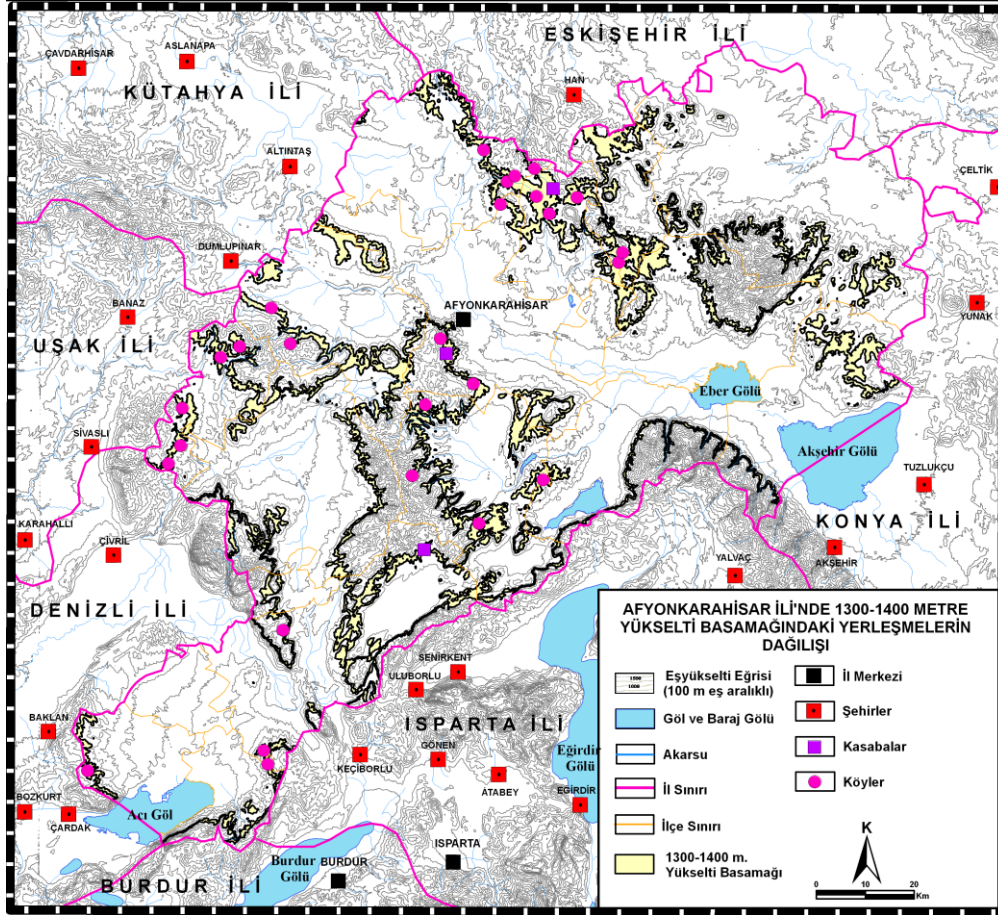 ESKİŞEHİR İLİ
ASLANAPA
ÇAVDARHİSAR
HAN
KÜTAHYA İLİ
ALTINTAŞ
ÇELTİK
DUMLUPINAR
BANAZ
AFYONKARAHİSAR
YUNAK
UŞAK İLİ
Eber Gölü
SİVASLI
Akşehir Gölü
TUZLUKÇU
KONYA İLİ
KARAHALLI
ÇİVRİL
YALVAÇ
AKŞEHİR
DENİZLİ İLİ
SENİRKENT
ULUBORLU
ISPARTA İLİ
BAKLAN
KEÇİBORLU
GÖNEN
ATABEY
Eğirdir
Gölü
EĞİRDİR
BOZKURT
ÇARDAK
Acı Göl
ISPARTA
Burdur
Gölü
BURDUR
BURDUR İLİ
AFYONKARAHİSAR İLİ'NDE 1300-1400 METRE
YÜKSELTİ BASAMAĞINDAKİ YERLEŞMELERİN
DAĞILIŞI
1500
1000
Eşyükselti Eğrisi
(100 m eş aralıklı)
Göl ve Baraj Gölü
Akarsu
İl Sınırı
İlçe Sınırı
1300-1400 m.
Yükselti Basamağı
İl Merkezi
Şehirler
Kasabalar
Köyler
K
0 10 20
Km